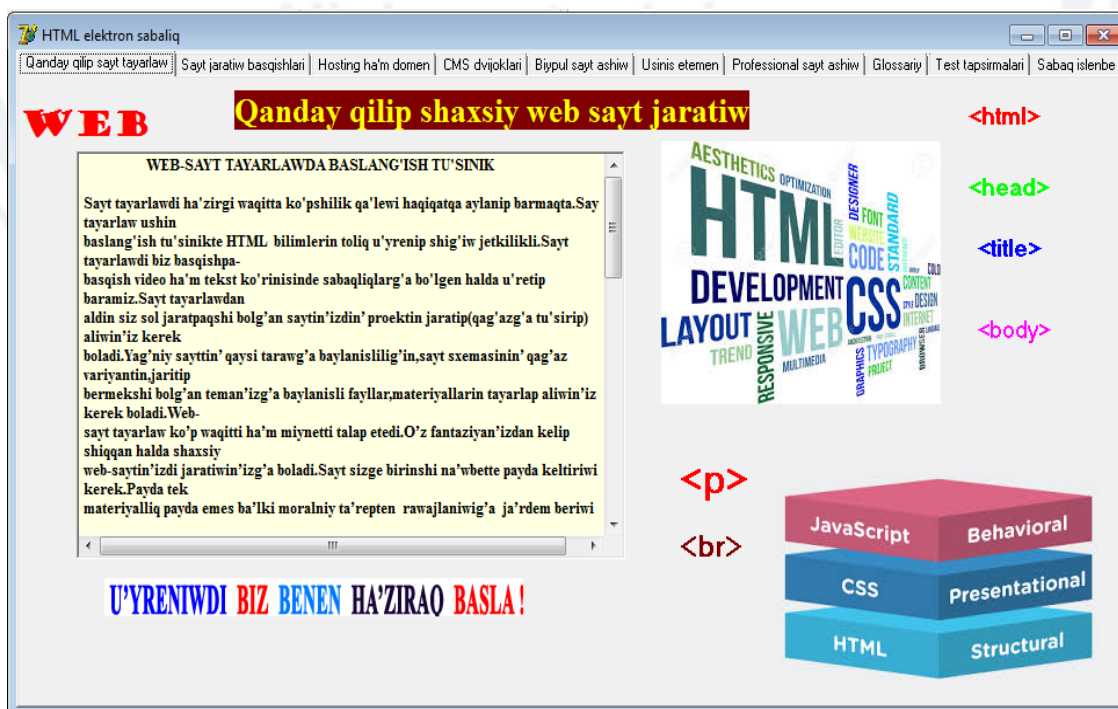 HTML elektron sabaliq
Qanday qilip sayt tayarlaw
Sayt jaratiw basqishlari
Hosting ha'm domen
CMS dvijoklari
Biypul sayt ashiw
Usinis etemen
Professional sayt ashiw
Glossariy
Test tapsirmalari
Sabaq islenbe
WEB
Qanday qilip shaxsiy web sayt jaratiw
WEB-SAYT TAYARLAWDA BASLANG'ISH TU'SINIK
Sayt tayarlawdi ha'zirgi waqitta ko'pshilik qa'lewi haqiqatqa aylanip barmaqta.Say
tayarlaw ushin
baslang'ish tu'sinikte HTML bilimlerin toliq u'yrenip shig'iw jetkilikli.Sayt
tayarlawdi biz basqishpa-
basqish video ha'm tekst ko'rinisinde sabaqliqlarg'a bo'lgen halda u'retip
baramiz.Sayt tayarlawdan
aldin siz sol jaratpaqshi bolg’an saytin’izdin’ proektin jaratip(qag'azg'a tu'sirip)
aliwin’iz kerek
boladi.Yag’niy sayttin’ qaysi tarawg’a baylanislilig’in,sayt sxemasinin’ qag’az
variyantin,jaritip
bermekshi bolg’an teman’izg’a baylanisli fayllar,materiyallarin tayarlap aliwin’iz
kerek boladi.Web-
sayt tayarlaw ko’p waqitti ha’m miynetti talap etedi.O’z fantaziyan’izdan kelip
shiqqan halda shaxsiy
web-saytin’izdi jaratiwin’izg’a boladi.Sayt sizge birinshi na’wbette payda keltiriwi
kerek.Payda tek
materiyalliq payda emes ba’lki moralniy ta’repten rawajlaniwig’a ja’rdem beriwi
U’YRENIWDI BIZ BENEN HA’ZIRAQ BASLA !
AESTHETICS
OPTIMIZATION
HTML
EDITOR
DESIGNER
FONT
WEBSITE
CODE
STANDARD
DEVELOPMENT
CSS
COLD
CONTENT
STYLE
DESIGN
INTERNET
LAYOUT
TREND
RESPONSIVE
WEB
MULTIMEDIA
GRAPHICS
TYPOGRAPHY
PROJECT
BROWSER
LANGUAGE
<html>
<head>
<title>
<body>
<p>
<br>
JavaScript
Behavioral
CSS
Presentational
HTML
Structural